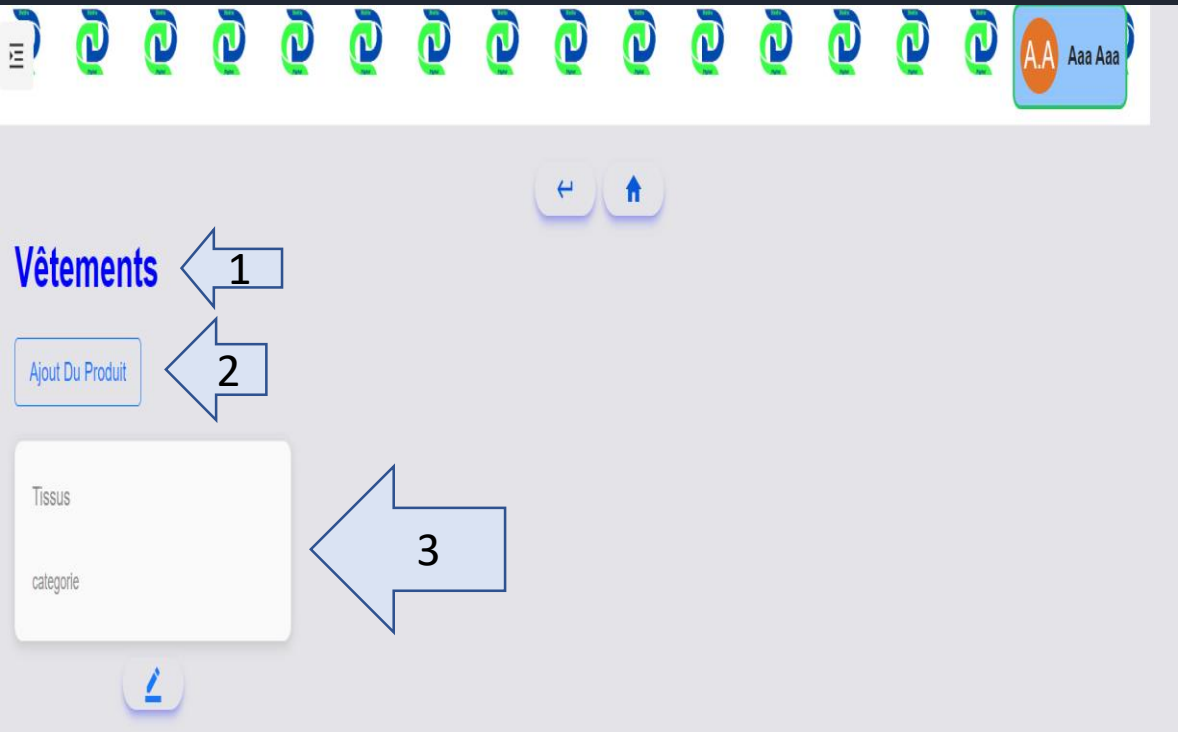 A.A Aaa Aaa
Vêtements
1
Ajout Du Produit
2
Tissus
3
categorie